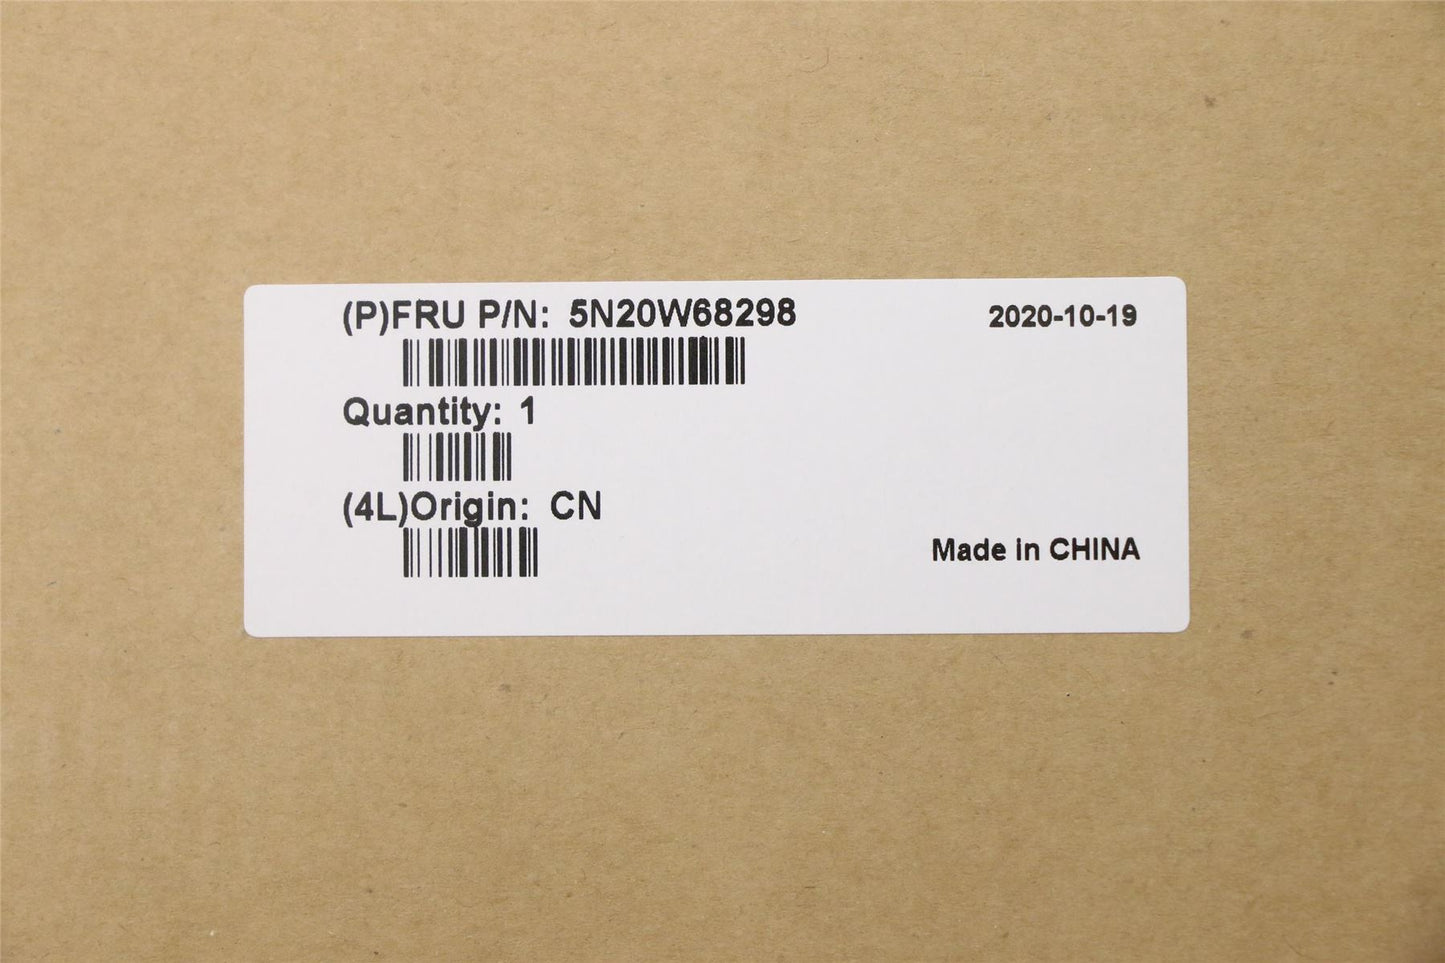 (P)FRU P/N: 5N20W68298
2020-10-19
Quantity: 1
(4L)Origin: CN
Made in CHINA